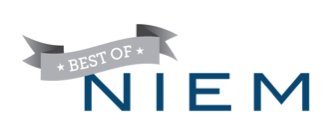 ★ BEST OF ★
NIEM